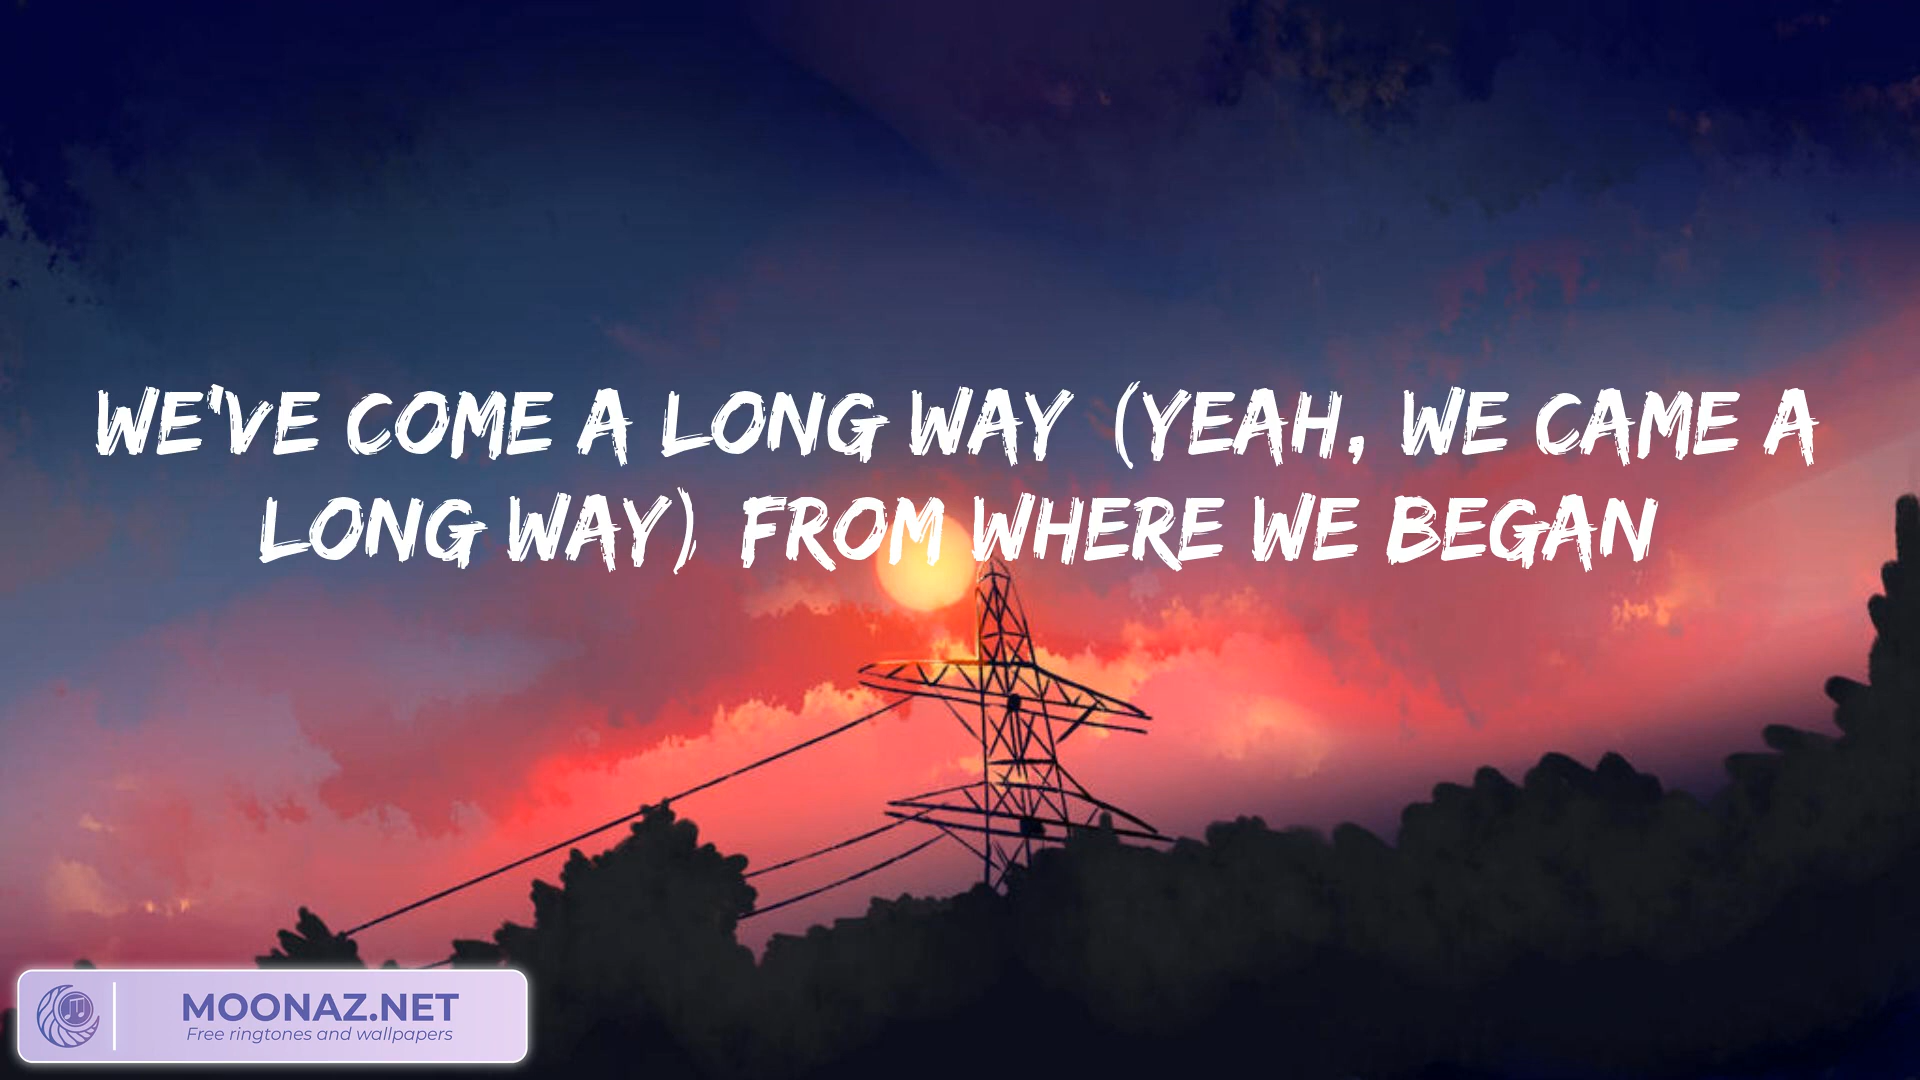 WE'VE COME A LONG WAY (YEAH, WE CAME A
LONG WAY) FROM WHERE WE BEGAN
MOONAZ.NET
Free ringtones and wallpapers